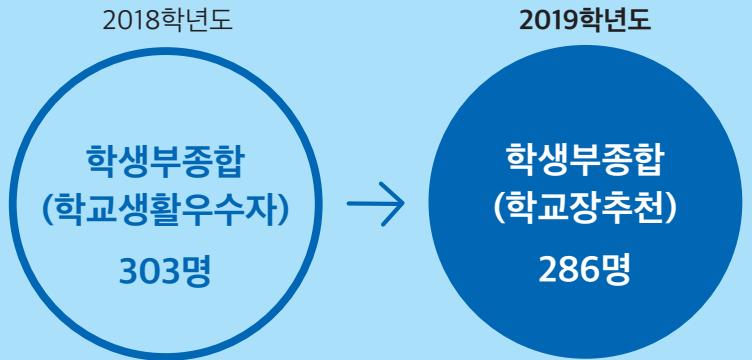 2018학년도
학생부종합
(학교생활우수자)
303명
2019학년도
학생부종합
(학교장추천)
286명